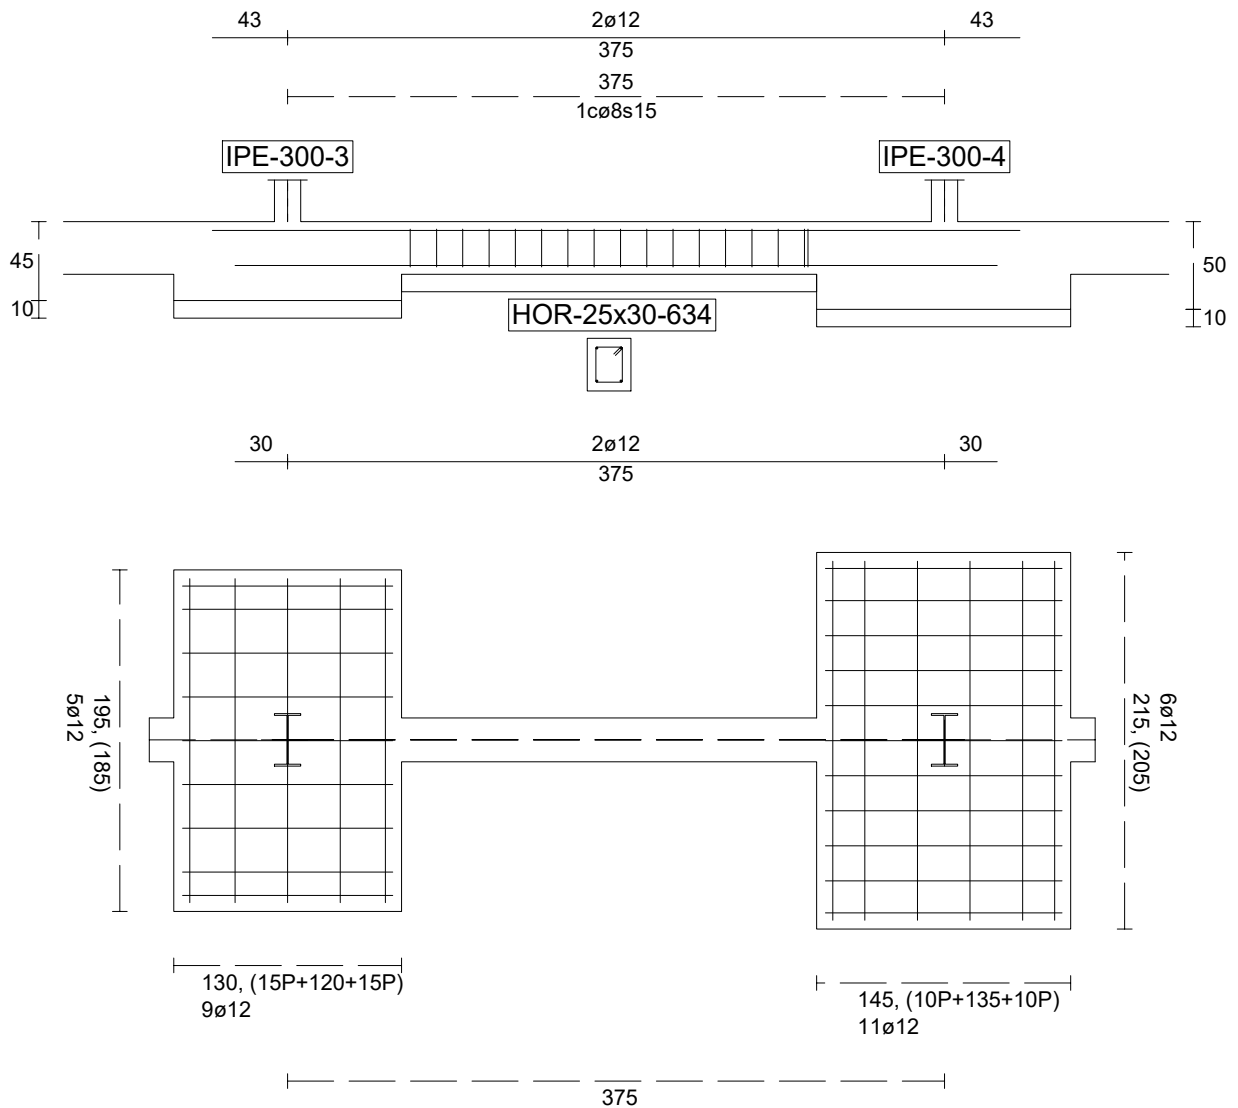 43
2ø12
43
375
375
1cø8s15
IPE-300-3
IPE-300-4
45
50
10
10
HOR-25x30-634
30
2ø12
30
375
195, (185)
5ø12
6ø12
215, (205)
130, (15P+120+15P)
9ø12
145, (10P+135+10P)
11ø12
375